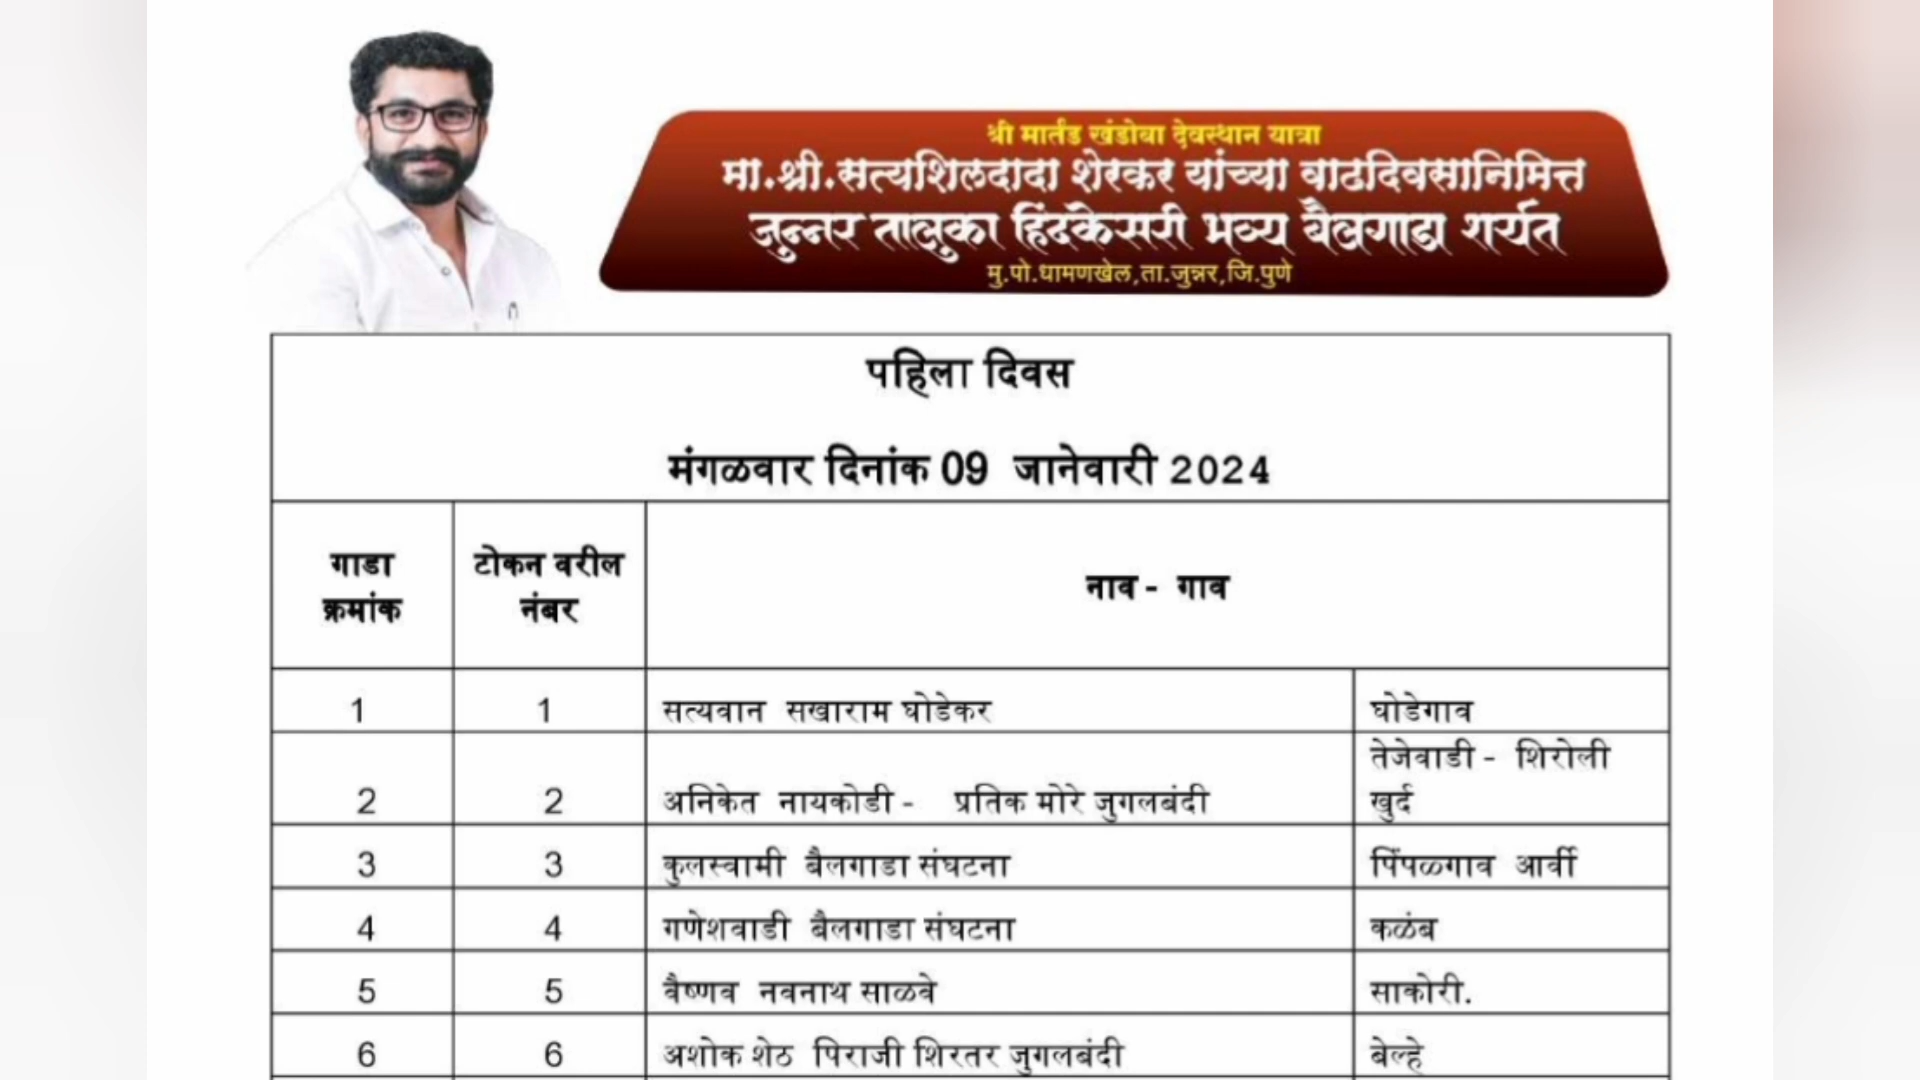 श्री मार्तंड खंडोबा देवस्थान यात्रा
मा.श्री.सत्यशिलदादा शेरकर यांच्या वाढदिवसानिमित्त
जुन्नर तालुका हिंदकेसरी भव्य बैलगाडा शर्यत
मु.पो.धामणखेल,ता.जुन्नर,जि.पुणे
पहिला दिवस
मंगळवार दिनांक 09 जानेवारी 2024
गाडा क्रमांक टोकन वरील नंबर नाव - गाव
1 1 सत्यवान सखाराम घोडेकर घोडेगाव
2 2 अनिकेत नायकोडी - प्रतिक मोरे जुगलबंदी तेजेवाडी - शिरोली खुर्द
3 3 कुलस्वामी बैलगाडा संघटना पिंपळगाव आर्वी
4 4 गणेशवाडी बैलगाडा संघटना कळंब
5 5 वैष्णव नवनाथ साळवे साकोरी.
6 6 अशोक शेठ पिराजी शिरतर जुगलबंदी बेल्हे